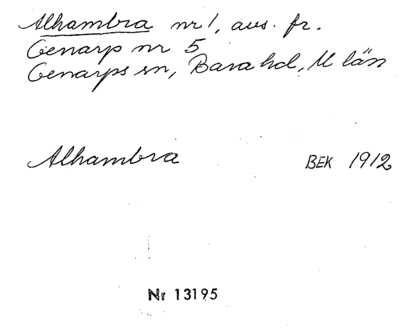 Alhambra nr 1, avs. fr.
Genarp nr 5
Genarps sn, Bara hd, M län
Alhambra BEK 1912
Nr 13195